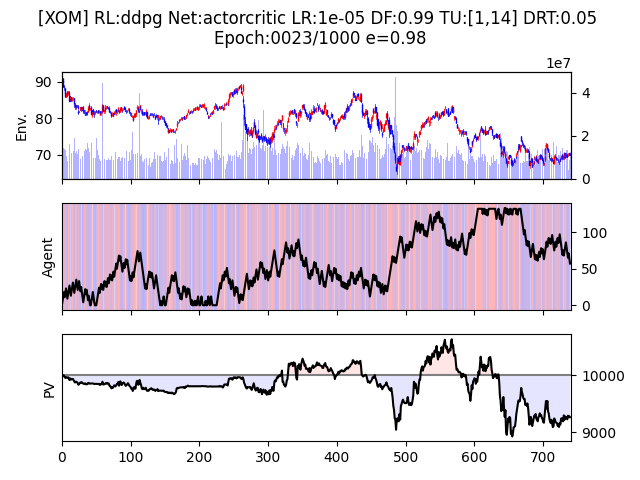 [XOM] RL:ddpg Net:actorcritic LR:1e-05 DF:0.99 TU:[1,14] DRT:0.05
Epoch:0023/1000 e=0.98
1e7
Env.
90
80
70
4
2
0
Agent
100
50
0
PV
10000
9000
0 100 200 300 400 500 600 700